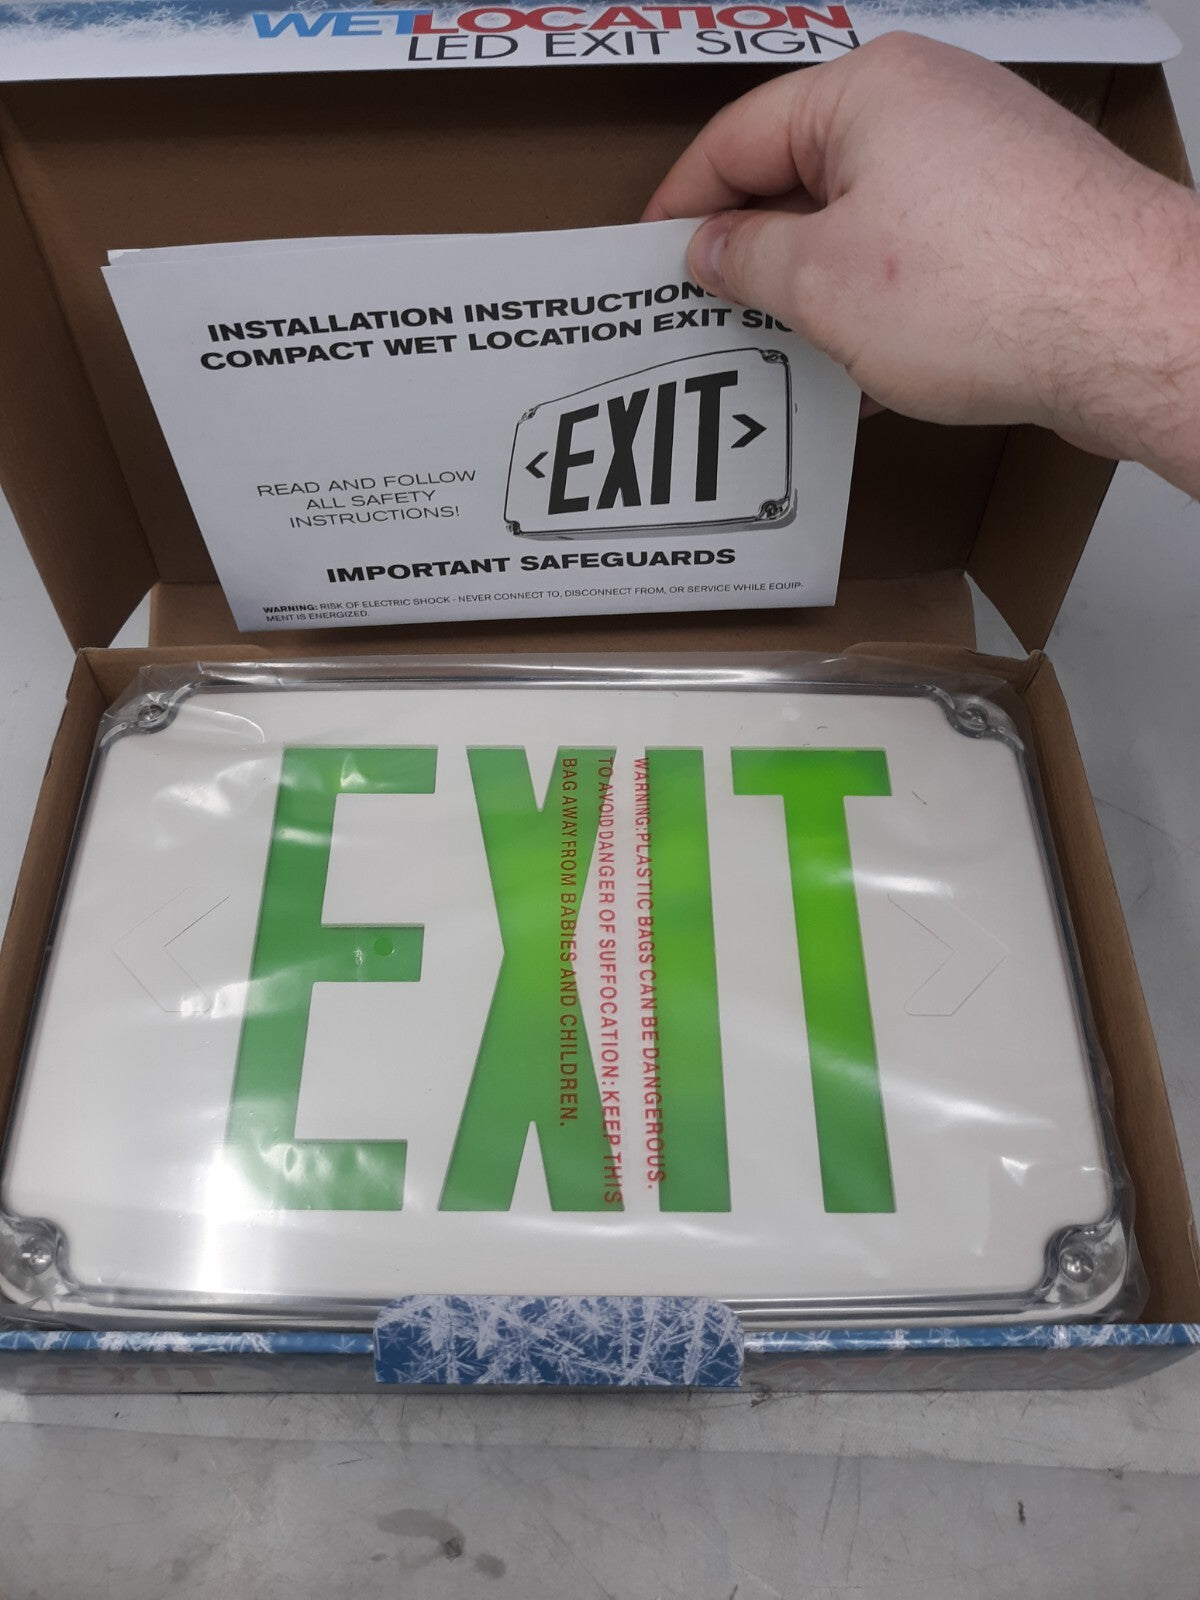 WETLOCATION
LED EXIT SIGN
INSTALLATION INSTRUCTIONS
COMPACT WET LOCATION EXIT
EXIT
READ AND FOLLOW
ALL SAFETY
INSTRUCTIONS!
IMPORTANT SAFEGUARDS
WARNING: RISK OF ELECTRIC SHOCK - NEVER CONNECT TO, DISCONNECT FROM, OR SERVICE WHILE EQUIP-
MENT IS ENERGIZED.
EXIT
WARNING:PLASTIC BAGS CAN BE DANGEROUS.
TO AVOID DANGER OF SUFFOCATION: KEEP THIS
BAG AWAY FROM BABIES AND CHILDREN.
EXIT